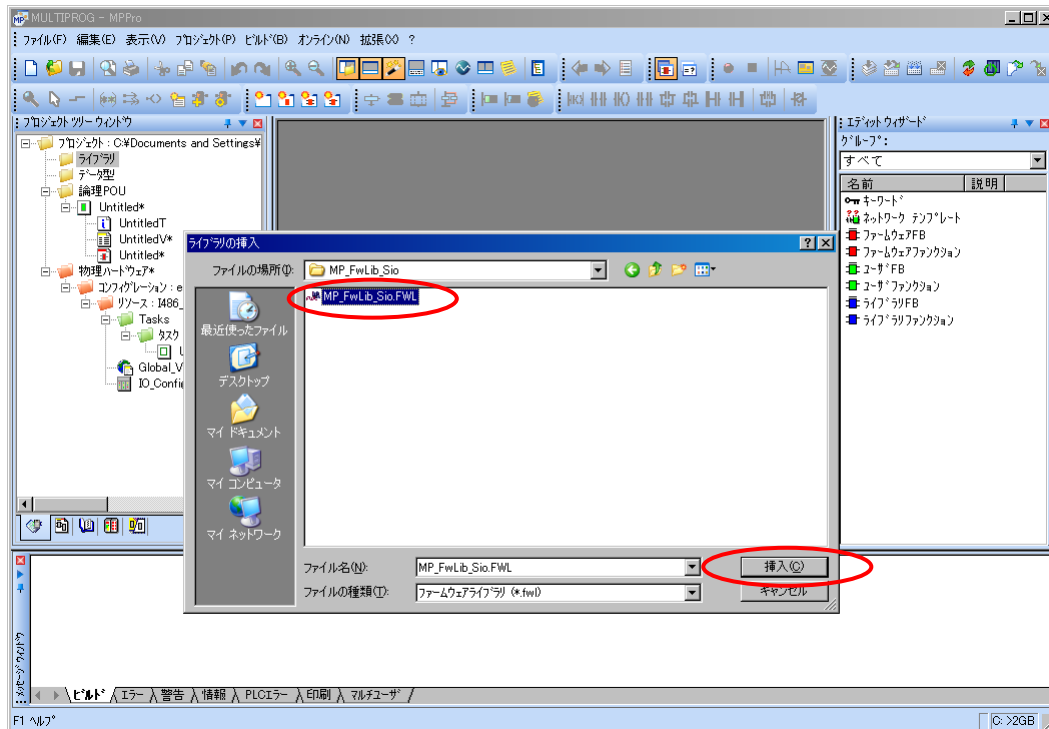 MULTIPROG - MPPro
ファイル(F) 編集(E) 表示(V) プロジェクト(P) ビルド(B) オンライン(N) 拡張(X) ?
プロジェクト ツリー ウィンドウ
プロジェクト : C:¥Documents and Settings¥
ライブラリ
データ型
論理POU
Untitled*
UntitledT
UntitledV*
Untitled*
物理ハードウェア*
コンフィグレーション : e
リソース : I486_
Tasks
タスク
U
Global_V
IO_Config
エディット ウィザード
グループ:
すべて
名前 説明
キーワード
ネットワーク テンプレート
ファームウェアFB
ファームウェアファンクション
ユーザFB
ユーザファンクション
ライブラリFB
ライブラリファンクション
ライブラリの挿入
ファイルの場所(I):
MP_FwLib_Sio
MP_FwLib_Sio.FWL
最近使ったファイル
デスクトップ
マイ ドキュメント
マイ コンピュータ
マイ ネットワーク
ファイル名(N):
MP_FwLib_Sio.FWL
挿入(C)
ファイルの種類(T):
ファームウェアライブラリ (*.fwl)
キャンセル
メッセージ ウィンドウ
ビルド エラー 警告 情報 PLCエラー 印刷 マルチユーザ
F1 ヘルプ
C: >2GB